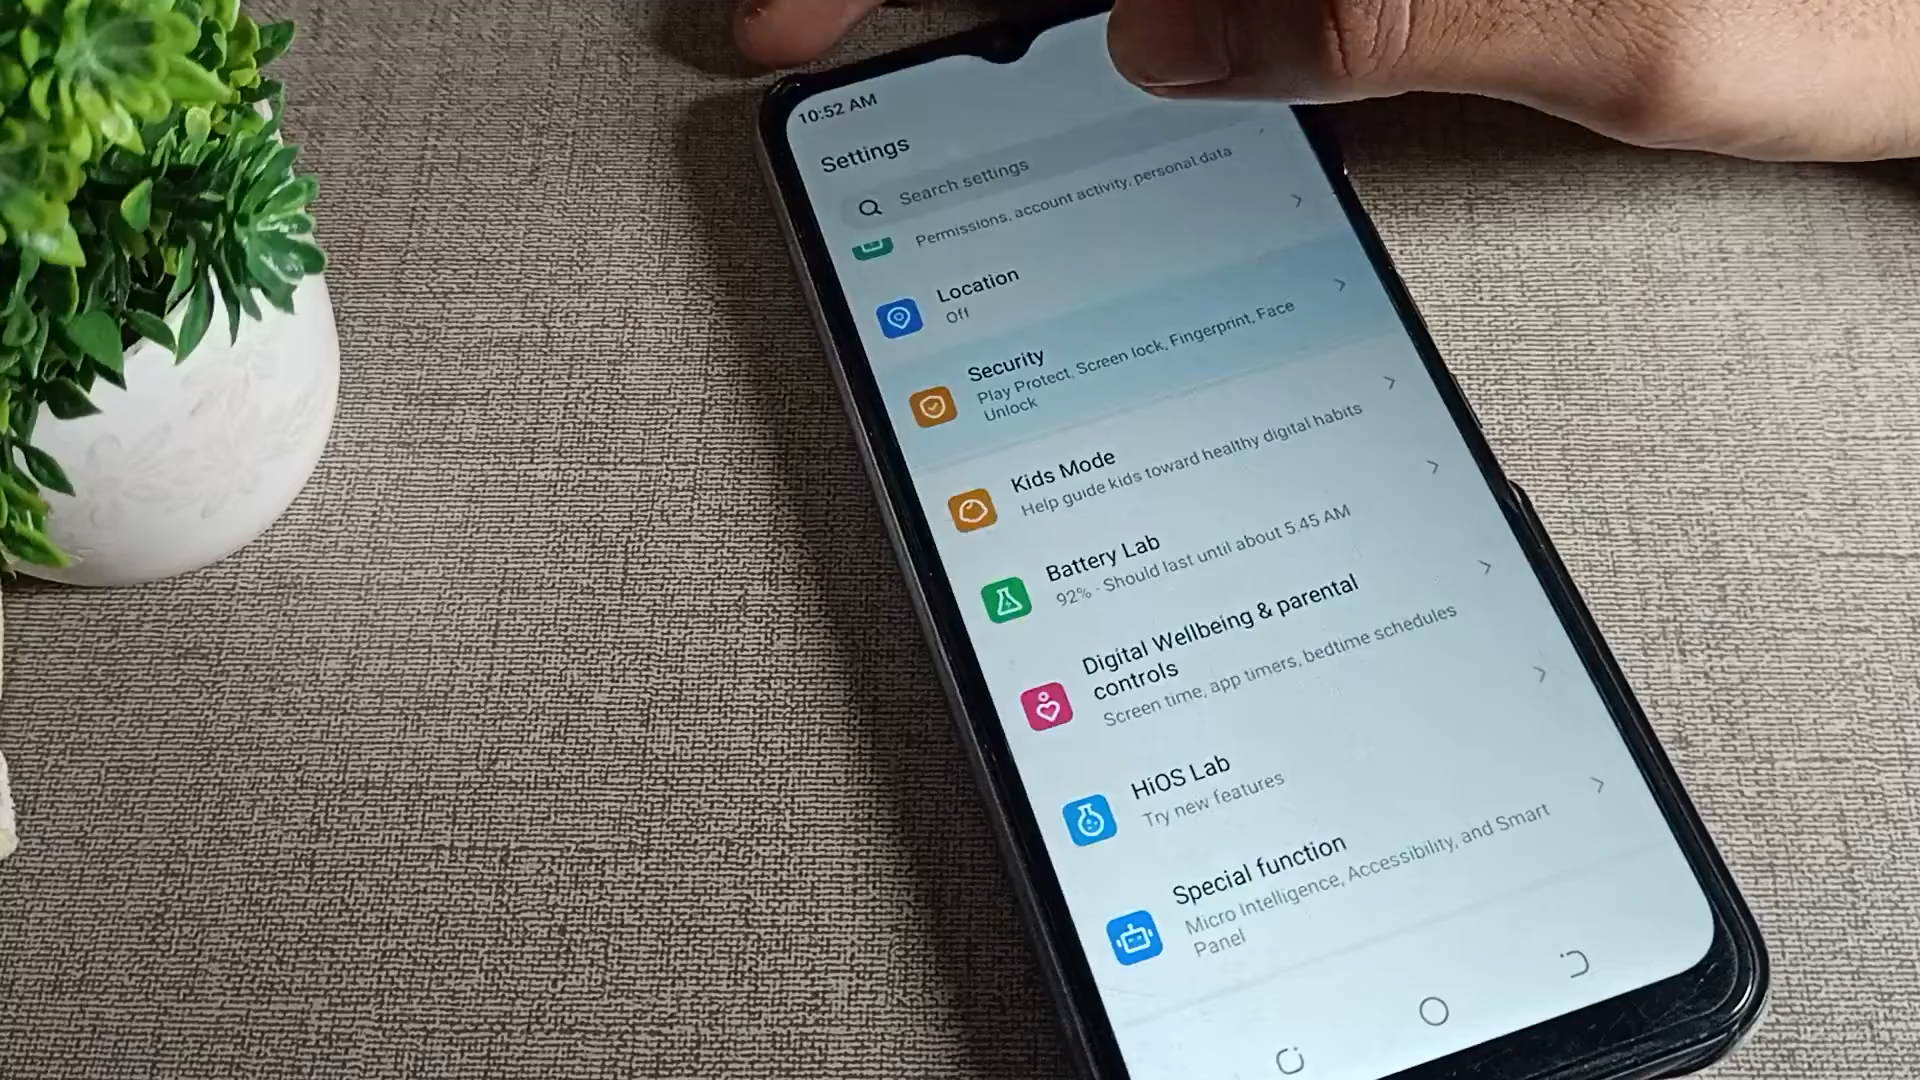 10:52 AM
Settings
Search settings
Permissions, account activity, personal data
Location
Off
Security
Play Protect, Screen lock, Fingerprint, Face
Unlock
Kids Mode
Help guide kids toward healthy digital habits
Battery Lab
92% - Should last until about 5:45 AM
Digital Wellbeing & parental
controls
Screen time, app timers, bedtime schedules
HiOS Lab
Try new features
Special function
Micro Intelligence, Accessibility, and Smart
Panel